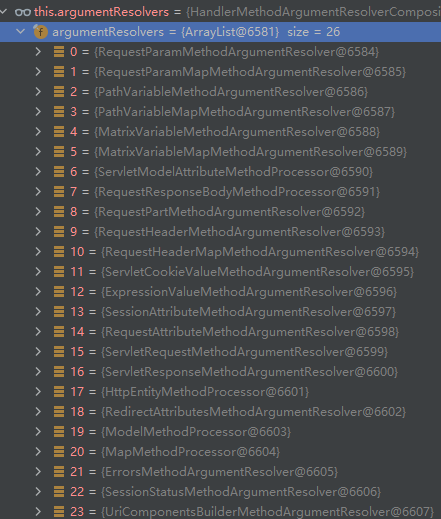 this.argumentResolvers = {HandlerMethodArgumentResolverComposi
argumentResolvers = {ArrayList@6581} size = 26
0 = {RequestParamMethodArgumentResolver@6584}
1 = {RequestParamMapMethodArgumentResolver@6585}
2 = {PathVariableMethodArgumentResolver@6586}
3 = {PathVariableMapMethodArgumentResolver@6587}
4 = {MatrixVariableMethodArgumentResolver@6588}
5 = {MatrixVariableMapMethodArgumentResolver@6589}
6 = {ServletModelAttributeMethodProcessor@6590}
7 = {RequestResponseBodyMethodProcessor@6591}
8 = {RequestPartMethodArgumentResolver@6592}
9 = {RequestHeaderMethodArgumentResolver@6593}
10 = {RequestHeaderMapMethodArgumentResolver@6594}
11 = {ServletCookieValueMethodArgumentResolver@6595}
12 = {ExpressionValueMethodArgumentResolver@6596}
13 = {SessionAttributeMethodArgumentResolver@6597}
14 = {RequestAttributeMethodArgumentResolver@6598}
15 = {ServletRequestMethodArgumentResolver@6599}
16 = {ServletResponseMethodArgumentResolver@6600}
17 = {HttpEntityMethodProcessor@6601}
18 = {RedirectAttributesMethodArgumentResolver@6602}
19 = {ModelMethodProcessor@6603}
20 = {MapMethodProcessor@6604}
21 = {ErrorsMethodArgumentResolver@6605}
22 = {SessionStatusMethodArgumentResolver@6606}
23 = {UriComponentsBuilderMethodArgumentResolver@6607}